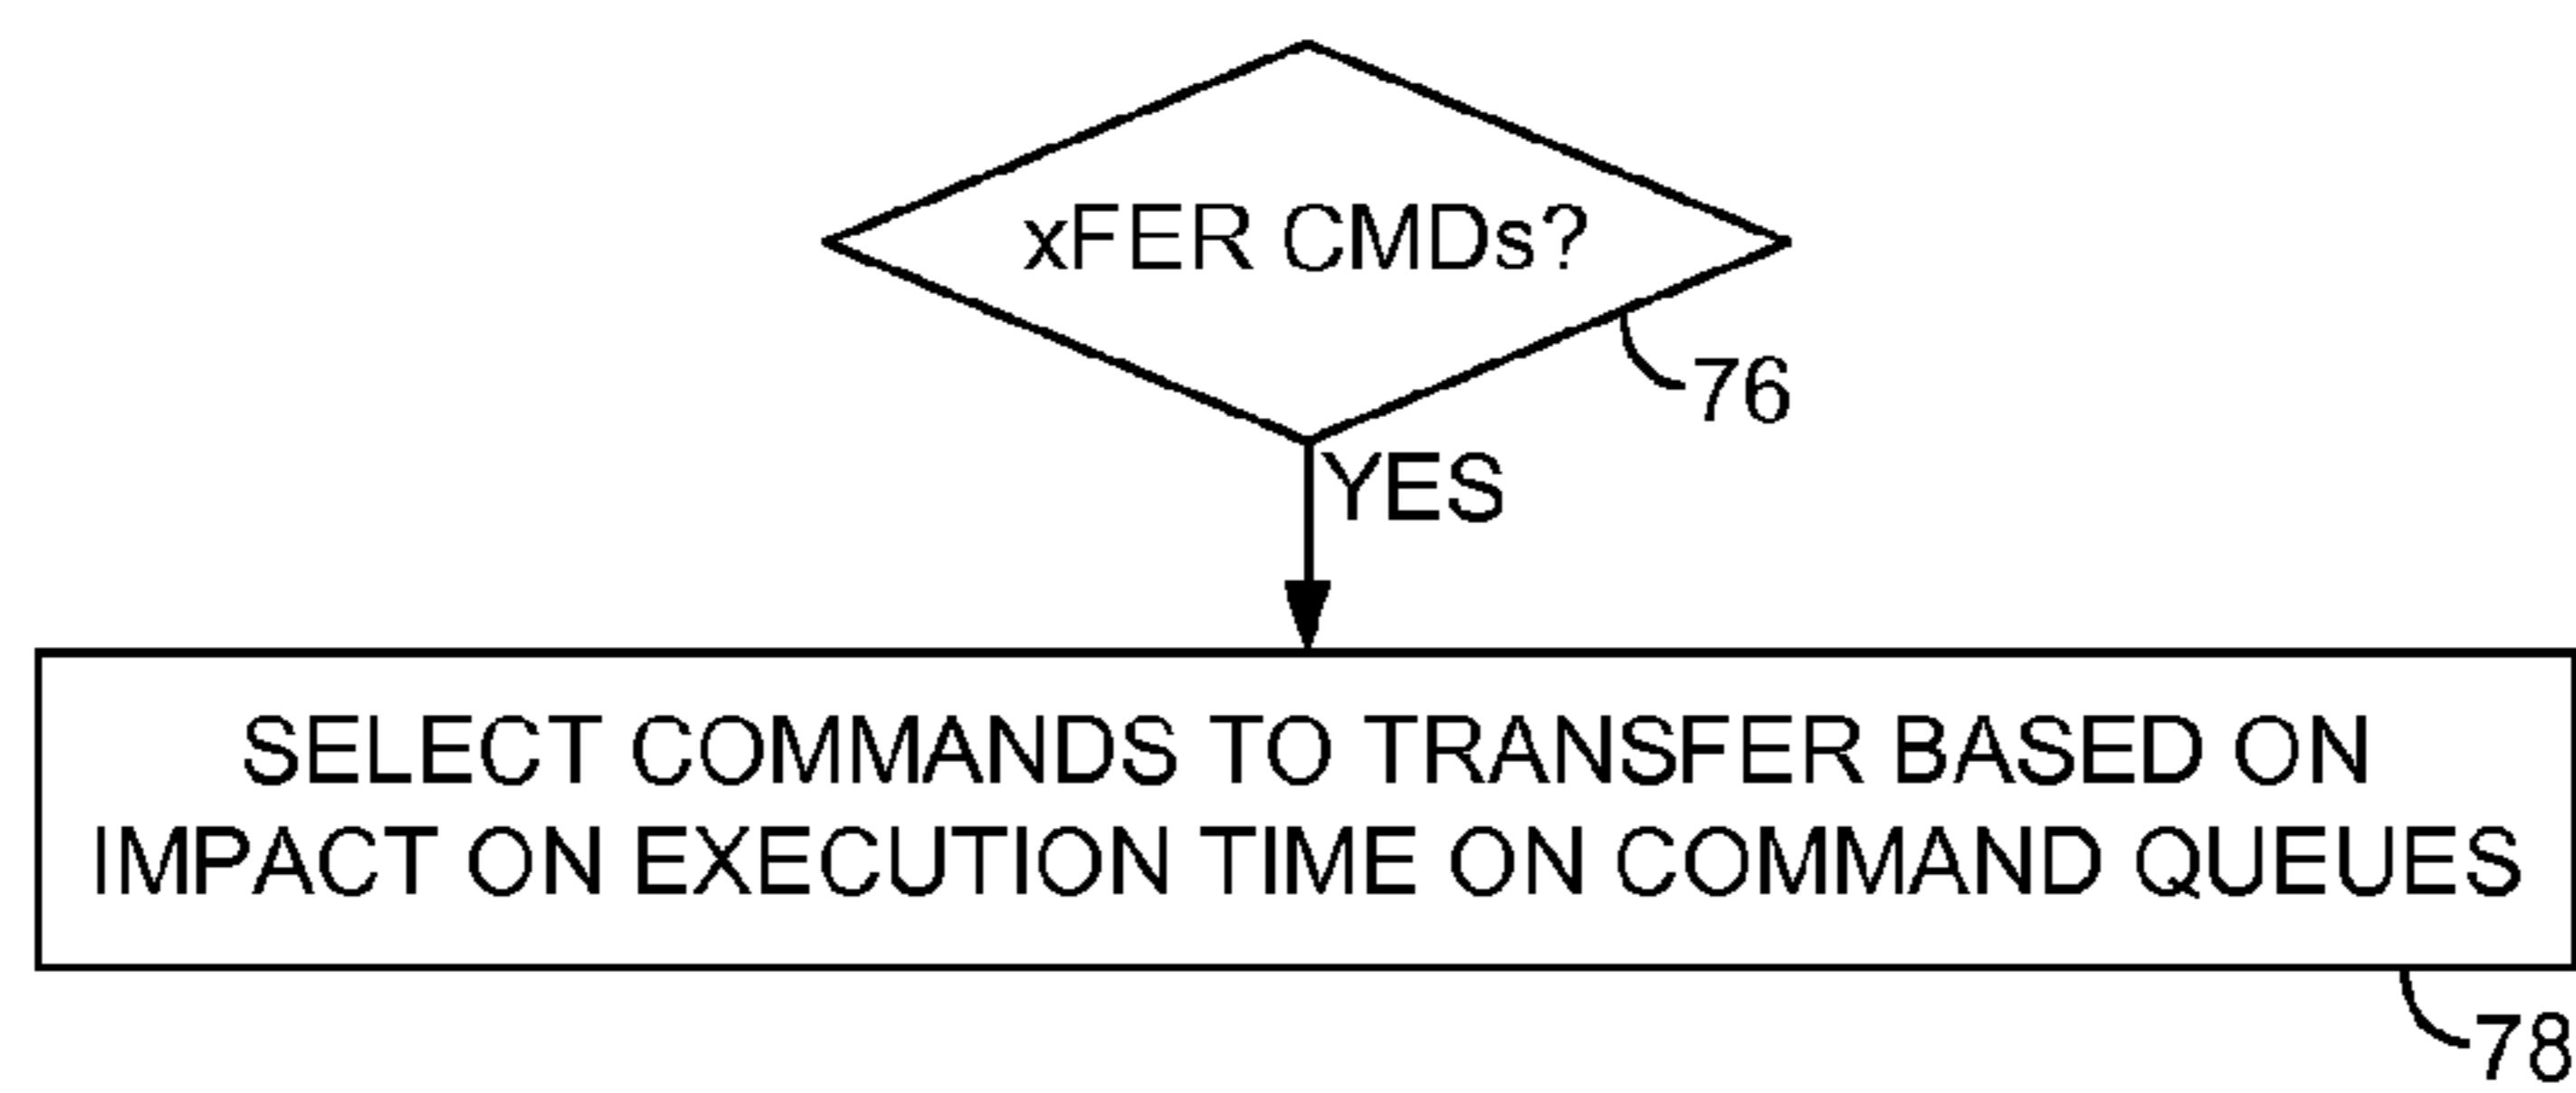 xFER CMDs?
76
YES
SELECT COMMANDS TO TRANSFER BASED ON
IMPACT ON EXECUTION TIME ON COMMAND QUEUES
78